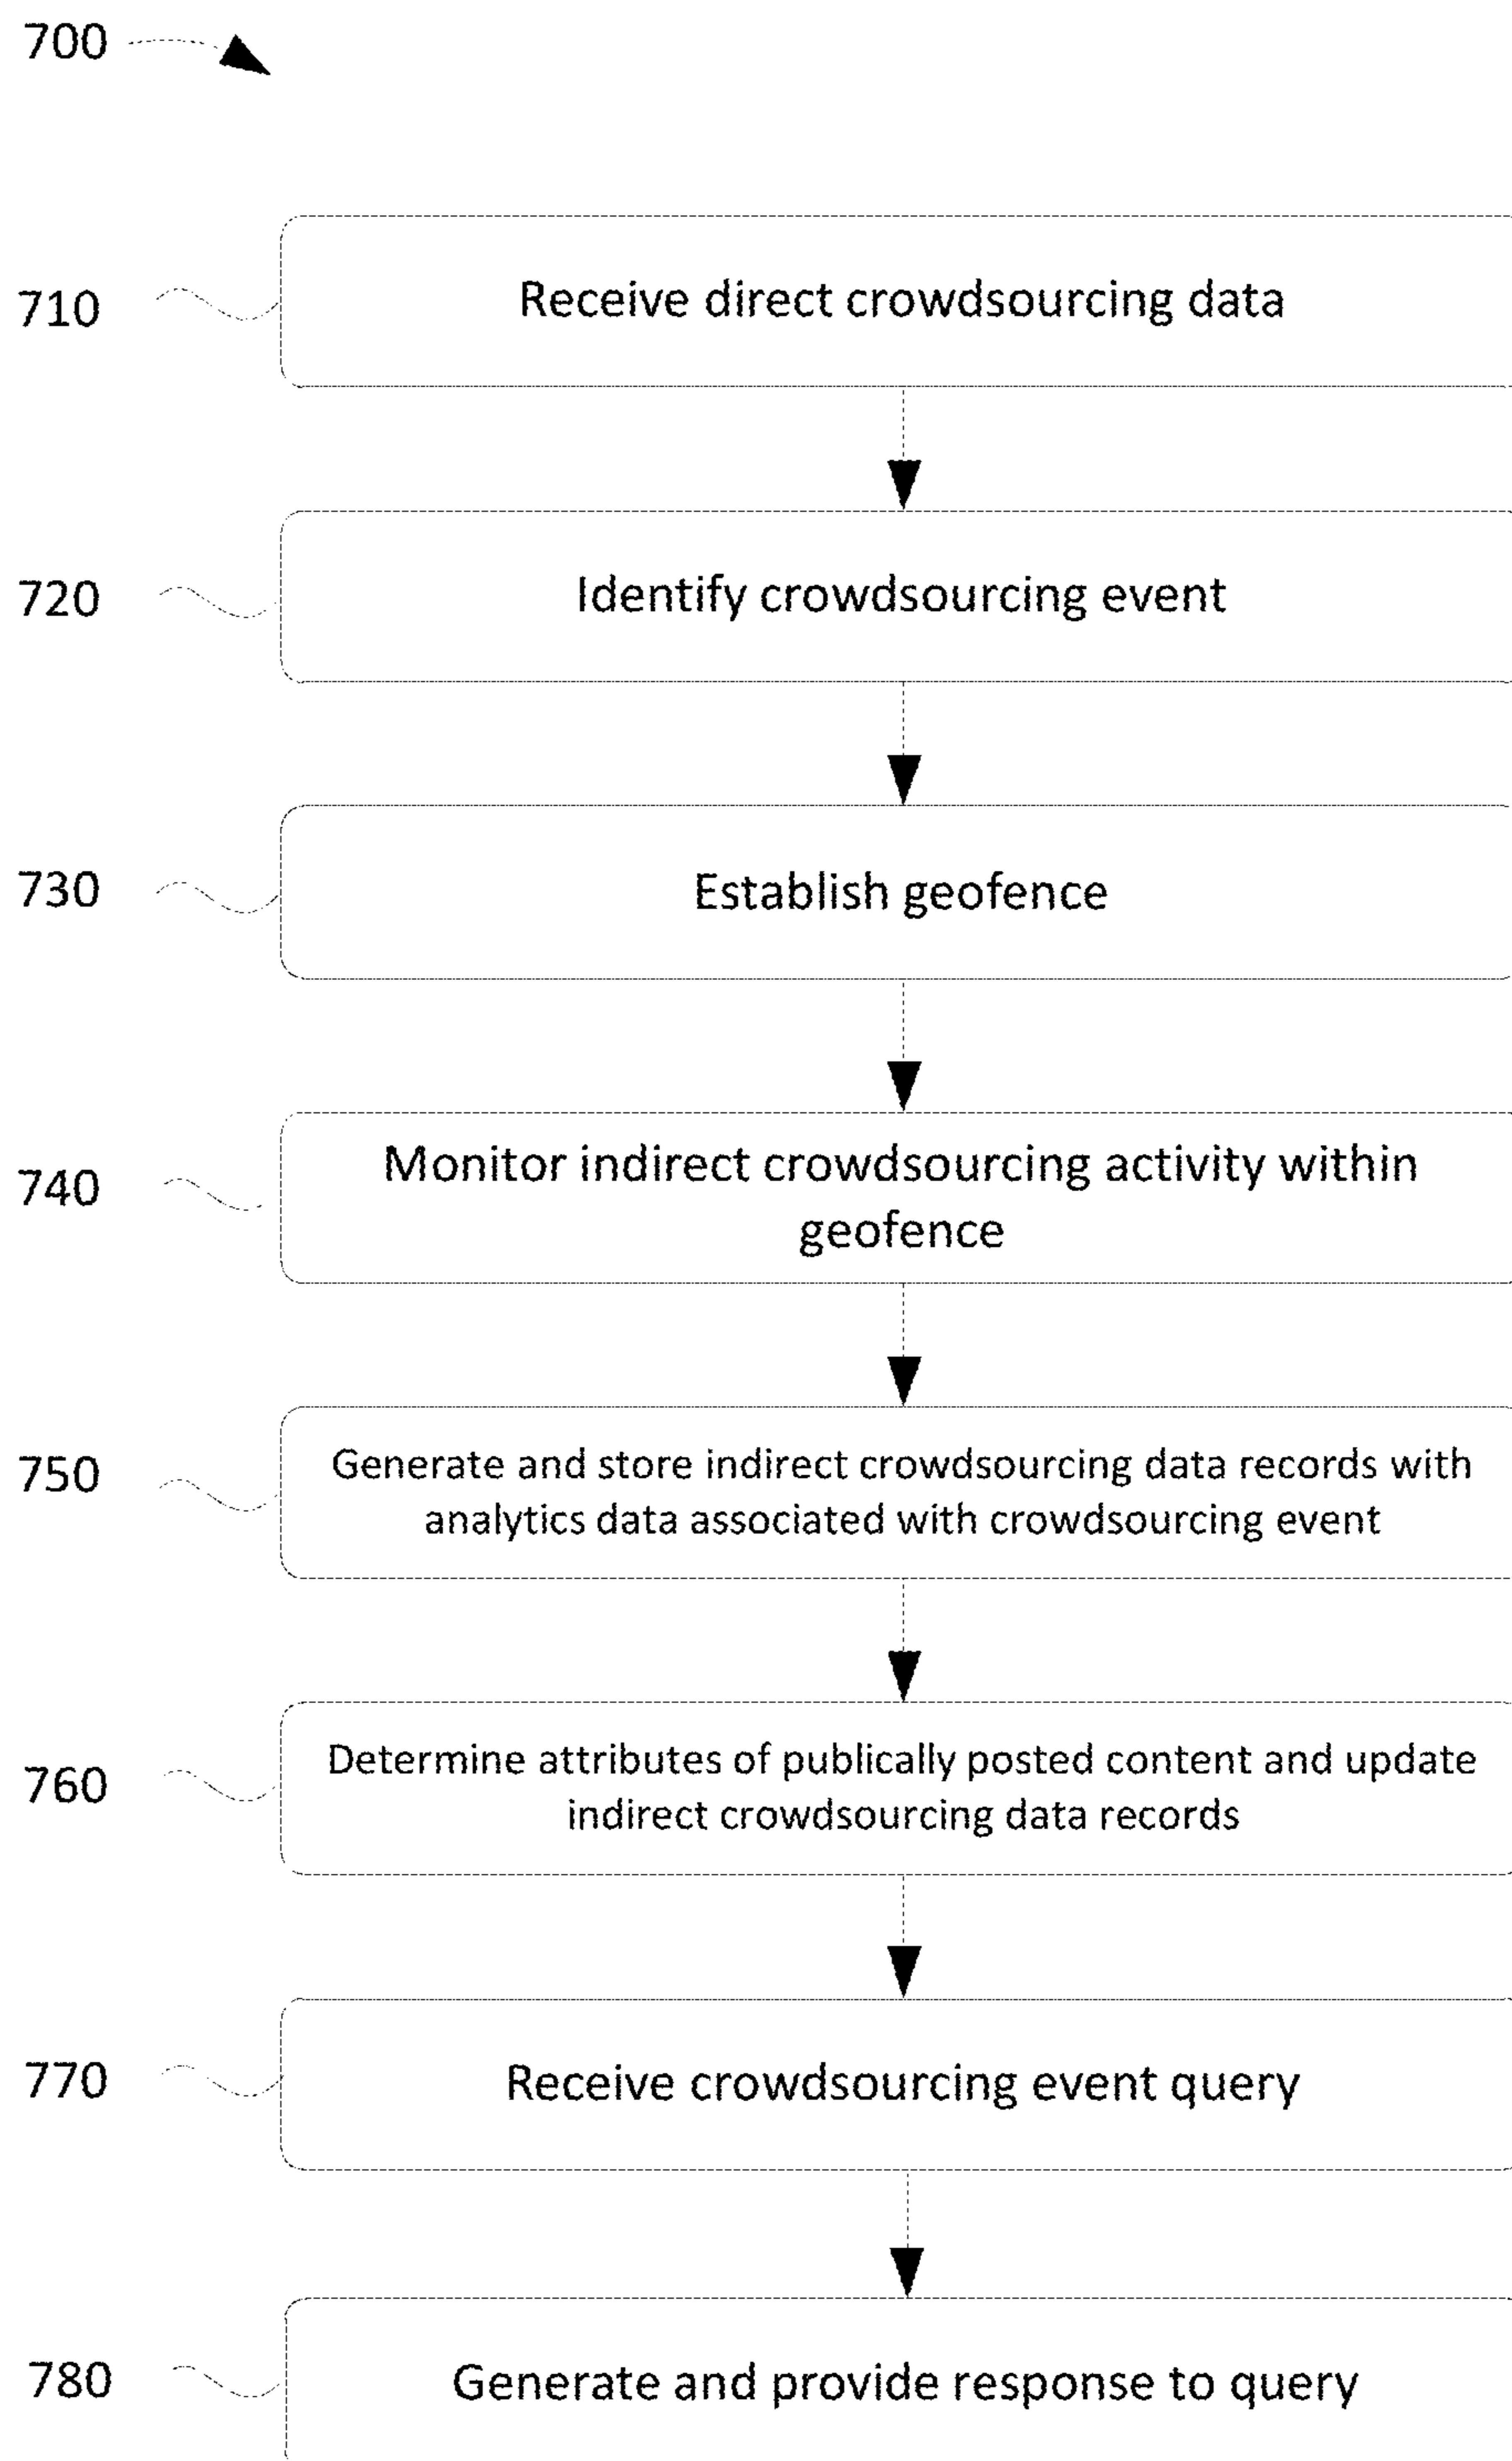 700
710
Receive direct crowdsourcing data
720
Identify crowdsourcing event
730
Establish geofence
740
Monitor indirect crowdsourcing activity within
geofence
750
Generate and store indirect crowdsourcing data records with
analytics data associated with crowdsourcing event
760
Determine attributes of publically posted content and update
indirect crowdsourcing data records
770
Receive crowdsourcing event query
780
Generate and provide response to query